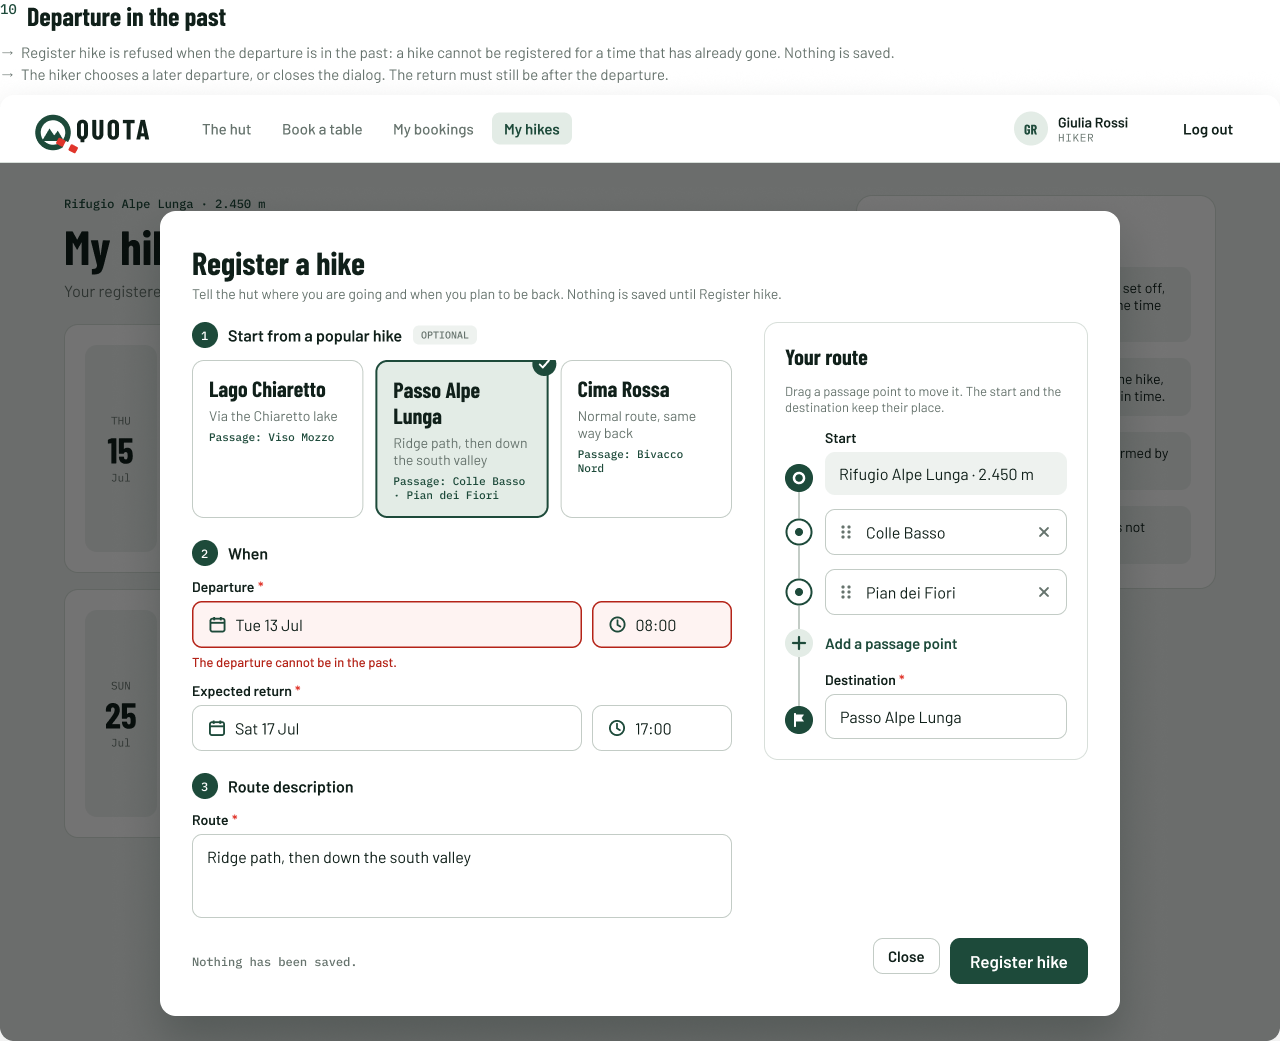 10 Departure in the past
→ Register hike is refused when the departure is in the past: a hike cannot be registered for a time that has already gone. Nothing is saved.
→ The hiker chooses a later departure, or closes the dialog. The return must still be after the departure.
QUOTA
The hut
Book a table
My bookings
My hikes
GR
Giulia Rossi
HIKER
Log out
Rifugio Alpe Lunga · 2.450 m
My hi
Your registere
THU
15
Jul
SUN
25
Jul
set off,
e time
e hike,
in time.
rmed by
s not
Register a hike
Tell the hut where you are going and when you plan to be back. Nothing is saved until Register hike.
1 Start from a popular hike OPTIONAL
Lago Chiaretto
Via the Chiaretto lake
Passage: Viso Mozzo
Passo Alpe
Lunga
Ridge path, then down
the south valley
Passage: Colle Basso
· Pian dei Fiori
Cima Rossa
Normal route, same
way back
Passage: Bivacco
Nord
2 When
Departure *
Tue 13 Jul
08:00
The departure cannot be in the past.
Expected return *
Sat 17 Jul
17:00
3 Route description
Route *
Ridge path, then down the south valley
Your route
Drag a passage point to move it. The start and the
destination keep their place.
Start
Rifugio Alpe Lunga · 2.450 m
Colle Basso
Pian dei Fiori
Add a passage point
Destination *
Passo Alpe Lunga
Nothing has been saved.
Close
Register hike